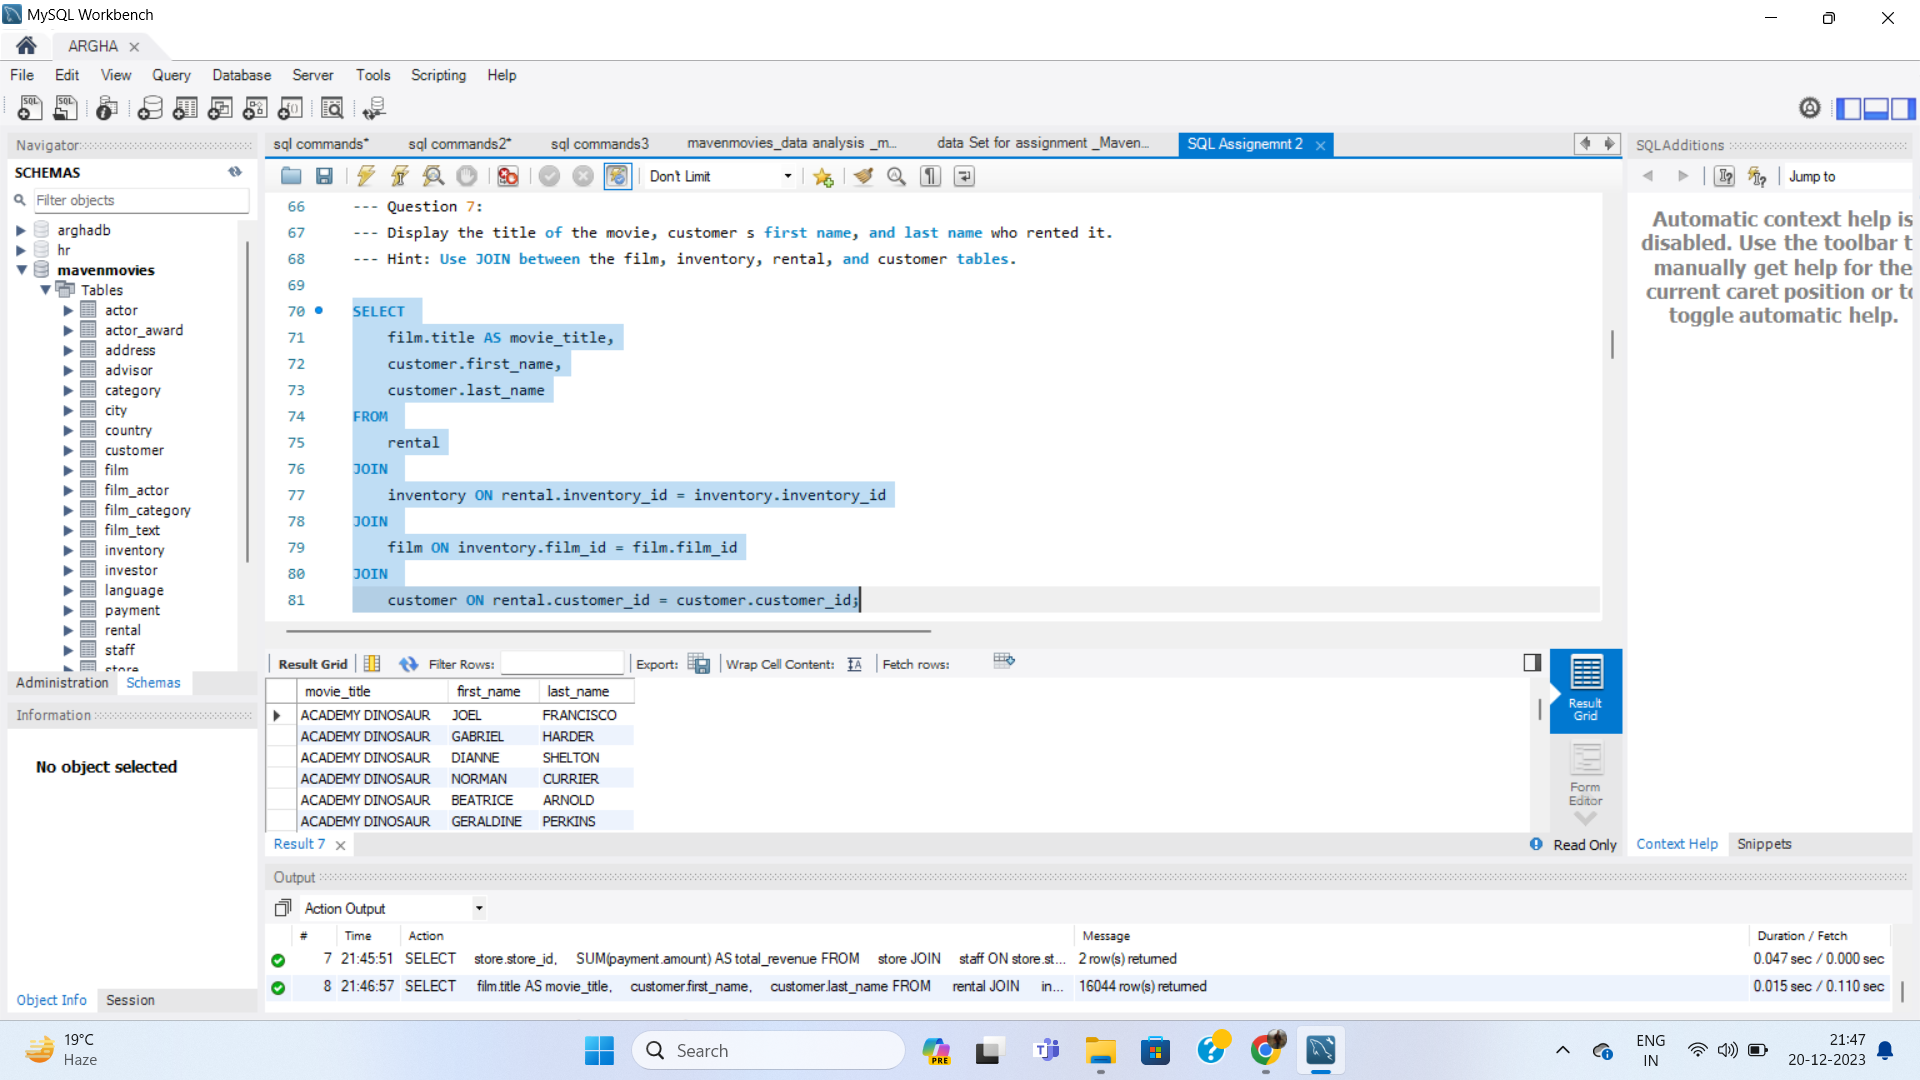 MySQL Workbench
ARGHA
File Edit View Query Database Server Tools Scripting Help
Navigator
SCHEMAS
Filter objects
arghadb
hr
mavenmovies
Tables
actor
actor_award
address
advisor
category
city
country
customer
film
film_actor
film_category
film_text
inventory
investor
language
payment
rental
staff
store
Administration Schemas
Information
No object selected
Object Info Session
sql commands* sql commands2* sql commands3 mavenmovies_data analysis _m... data Set for assignment _Maven... SQL Assignemnt 2
Don't Limit
66 --- Question 7:
67 --- Display the title of the movie, customer s first name, and last name who rented it.
68 --- Hint: Use JOIN between the film, inventory, rental, and customer tables.
69
70 SELECT
71 film.title AS movie_title,
72 customer.first_name,
73 customer.last_name
74 FROM
75 rental
76 JOIN
77 inventory ON rental.inventory_id = inventory.inventory_id
78 JOIN
79 film ON inventory.film_id = film.film_id
80 JOIN
81 customer ON rental.customer_id = customer.customer_id;
Result Grid Filter Rows: Export: Wrap Cell Content: Fetch rows:
movie_title first_name last_name
ACADEMY DINOSAUR JOEL FRANCISCO
ACADEMY DINOSAUR GABRIEL HARDER
ACADEMY DINOSAUR DIANNE SHELTON
ACADEMY DINOSAUR NORMAN CURRIER
ACADEMY DINOSAUR BEATRICE ARNOLD
ACADEMY DINOSAUR GERALDINE PERKINS
Result Grid
Form Editor
Result 7
Read Only
SQLAdditions
Jump to
Automatic context help is
disabled. Use the toolbar t
manually get help for the
current caret position or to
toggle automatic help.
Context Help Snippets
Output
Action Output
# Time Action Message Duration / Fetch
7 21:45:51 SELECT store.store_id, SUM(payment.amount) AS total_revenue FROM store JOIN staff ON store.st... 2 row(s) returned 0.047 sec / 0.000 sec
8 21:46:57 SELECT film.title AS movie_title, customer.first_name, customer.last_name FROM rental JOIN in... 16044 row(s) returned 0.015 sec / 0.110 sec
19°C
Haze
Search
PRE
ENG
IN
21:47
20-12-2023